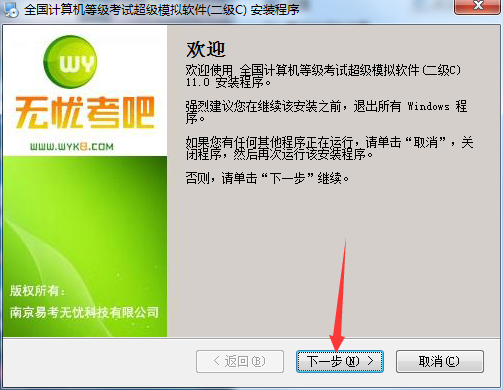 全国计算机等级考试超级模拟软件(二级C) 安装程序
WY
无忧考吧
WWW.WYK8.COM
版权所有：
南京易考无忧科技有限公司
欢迎
欢迎使用 全国计算机等级考试超级模拟软件(二级C)
11.0 安装程序。
强烈建议您在继续该安装之前，退出所有 Windows 程
序。
如果您有任何其他程序正在运行，请单击“取消”，关
闭程序，然后再次运行该安装程序。
否则，请单击“下一步”继续。
< 返回(B)
下一步(N) >
取消(C)